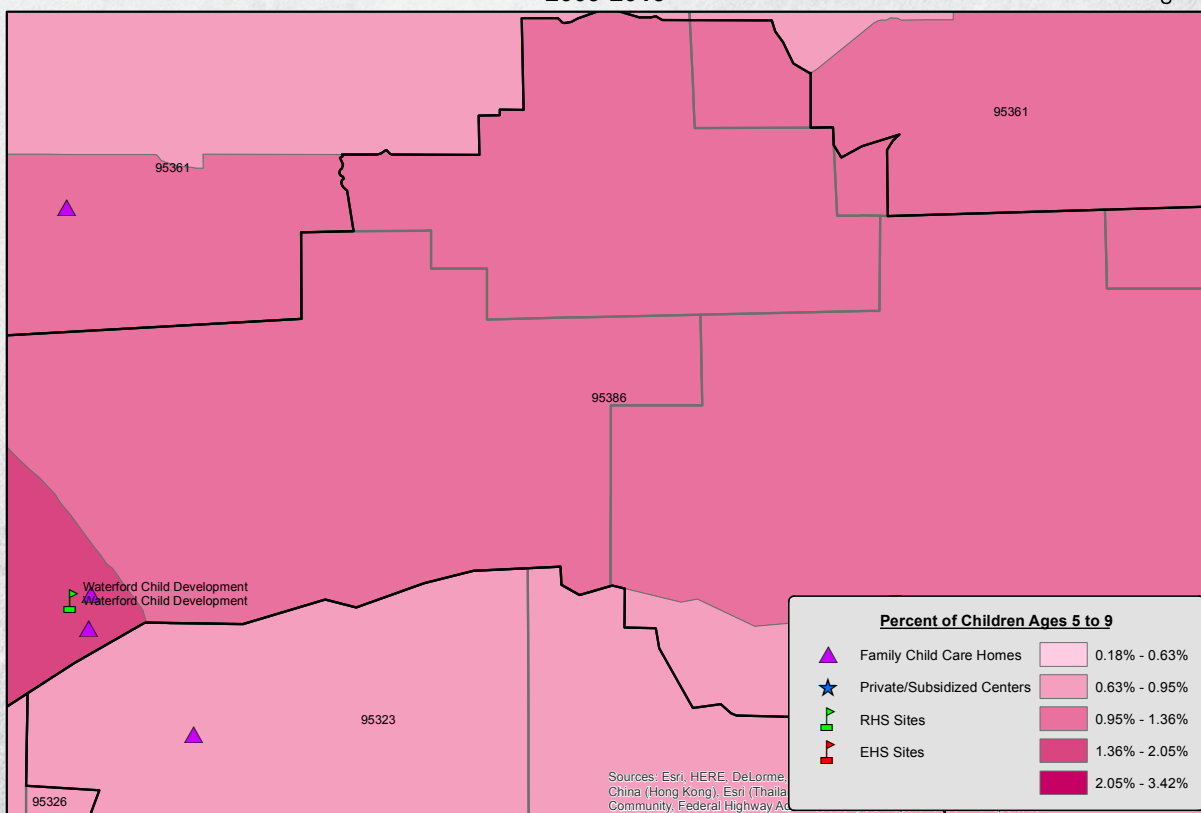 95361
95361
95386
Waterford Child Development
Waterford Child Development
95323
95326
Percent of Children Ages 5 to 9
Family Child Care Homes
0.18% - 0.63%
Private/Subsidized Centers
0.63% - 0.95%
RHS Sites
0.95% - 1.36%
EHS Sites
1.36% - 2.05%
2.05% - 3.42%
Sources: Esri, HERE, DeLorme,
China (Hong Kong), Esri
Community, Federal Highway